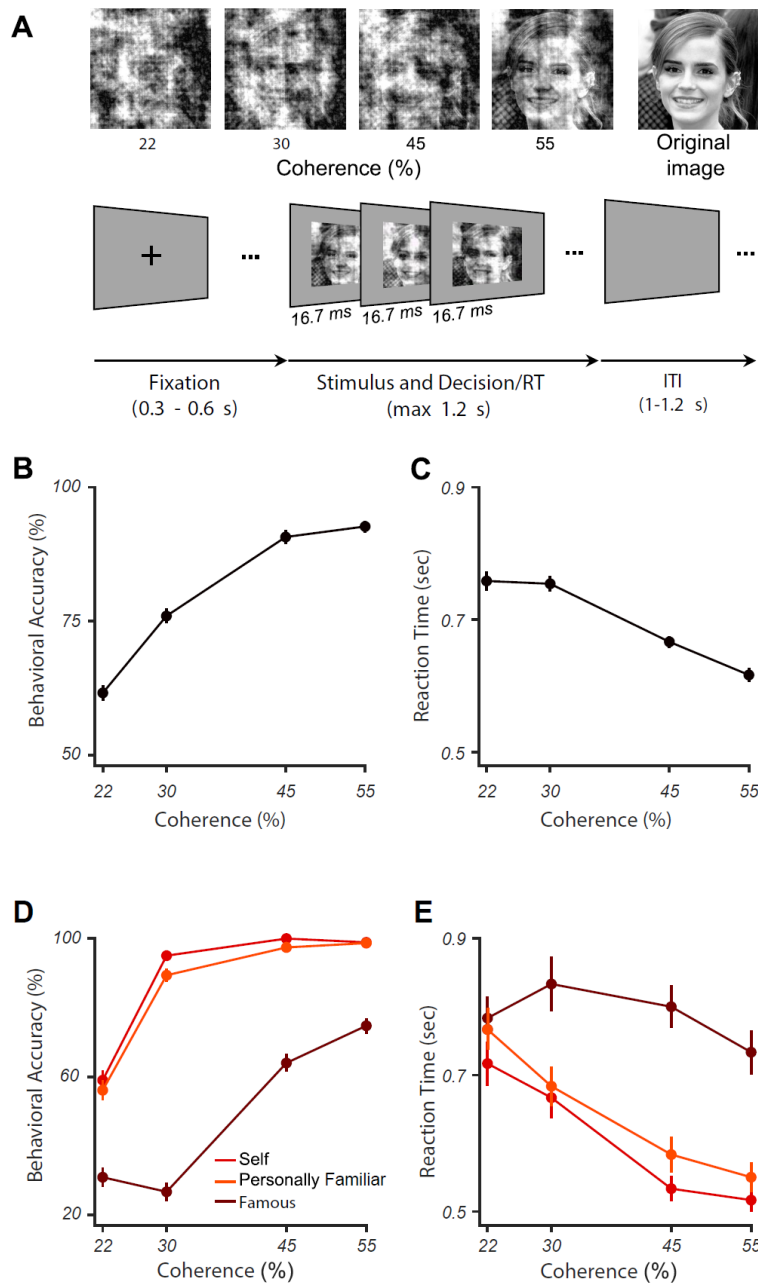 A
22 30 45 55
Coherence (%)
Original
image
+
...
16.7 ms 16.7 ms 16.7 ms
...
...
Fixation
(0.3 - 0.6 s)
Stimulus and Decision/RT
(max 1.2 s)
ITI
(1-1.2 s)
B
Behavioral Accuracy (%)
100
75
50
22 30 45 55
Coherence (%)
C
Reaction Time (sec)
0.9
0.7
0.5
22 30 45 55
Coherence (%)
D
Behavioral Accuracy (%)
100
60
20
Self
Personally Familiar
Famous
22 30 45 55
Coherence (%)
E
Reaction Time (sec)
0.9
0.7
0.5
22 30 45 55
Coherence (%)